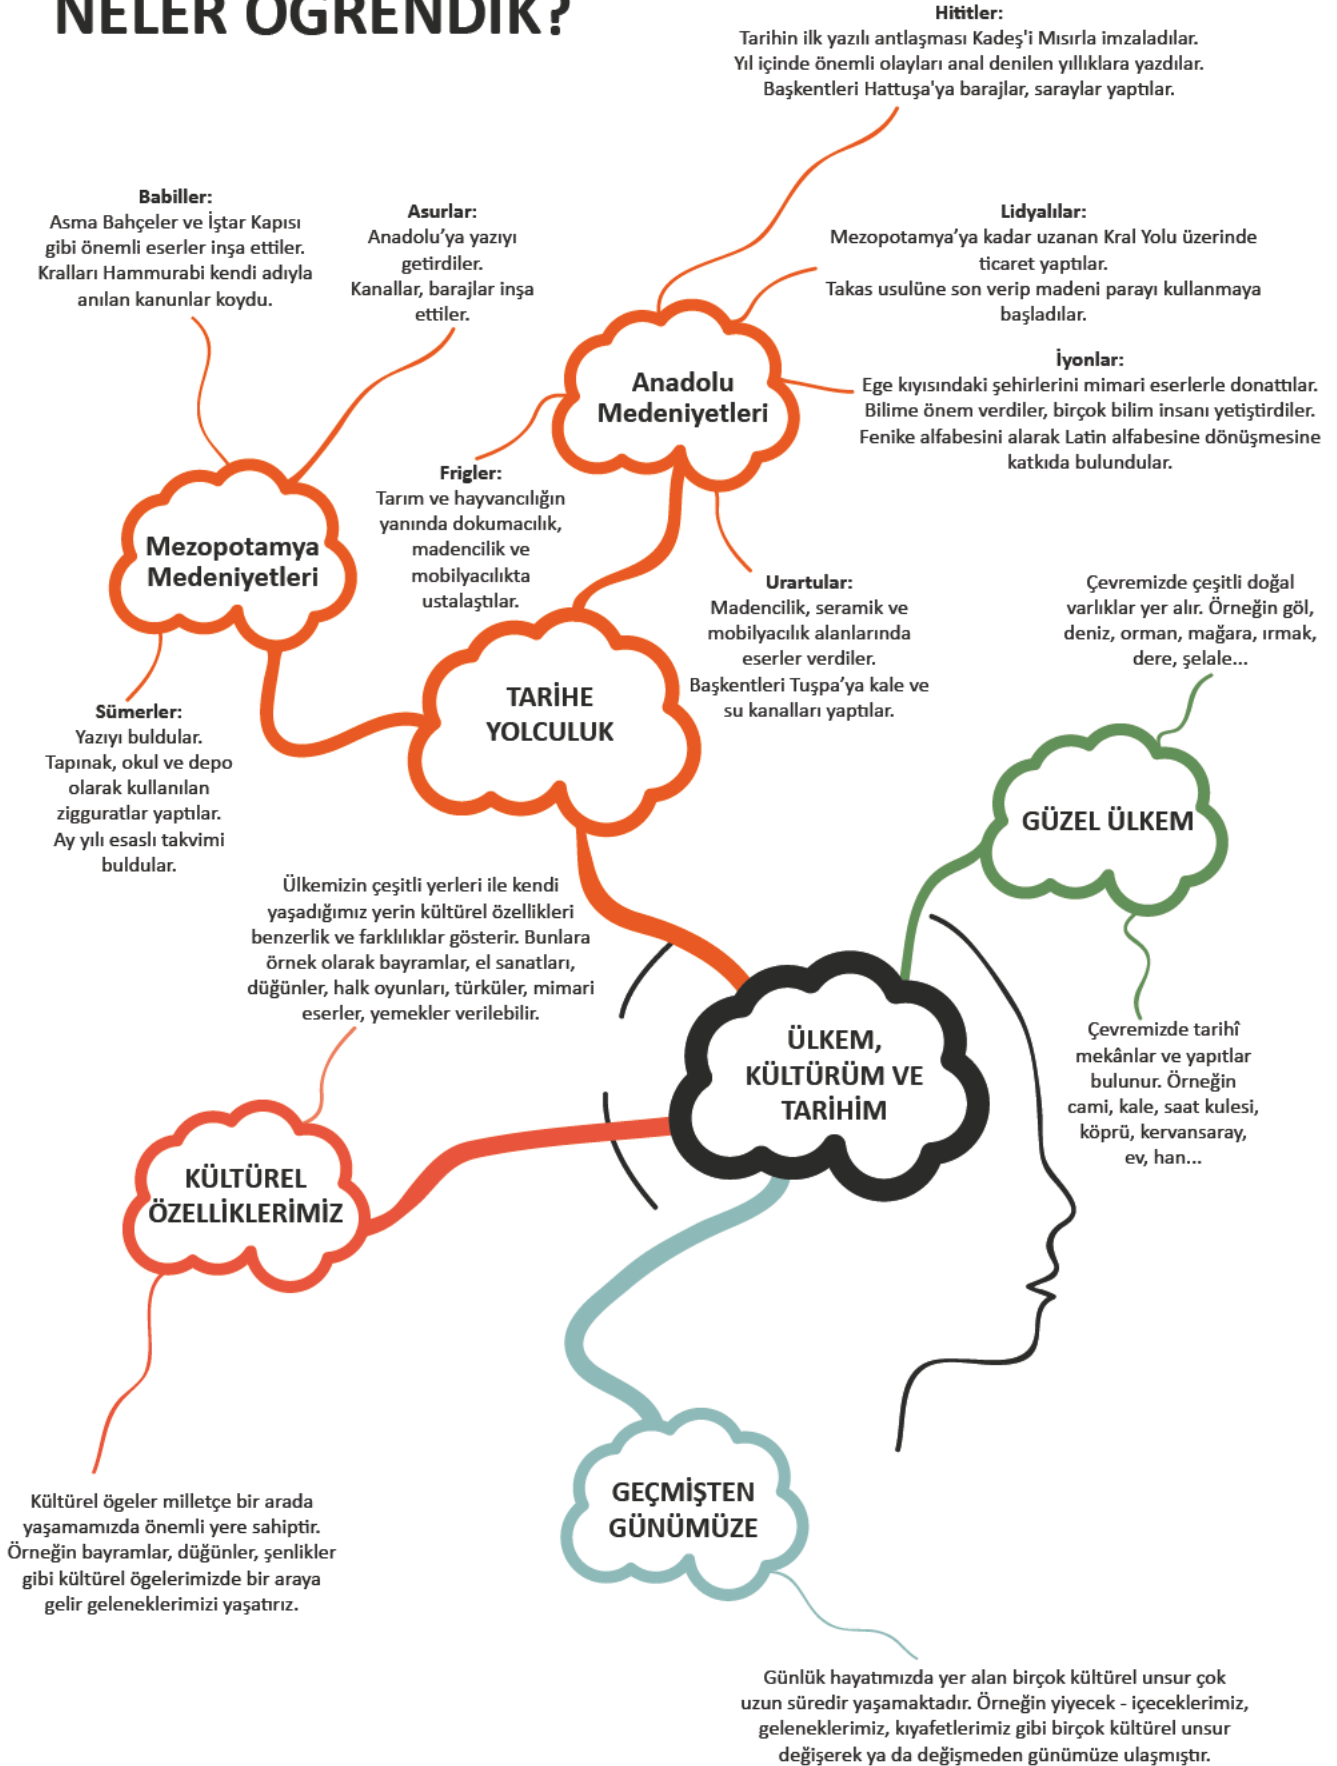 NELER ÖĞRENDİK?
Hititler:
Tarihin ilk yazılı antlaşması Kadeş'i Mısırla imzaladılar.
Yıl içinde önemli olayları anal denilen yıllıklara yazdılar.
Başkentleri Hattuşa'ya barajlar, saraylar yaptılar.
Babiller:
Asma Bahçeler ve İştar Kapısı
gibi önemli eserler inşa ettiler.
Kralları Hammurabi kendi adıyla
anılan kanunlar koydu.
Asurlar:
Anadolu’ya yazıyı
getirdiler.
Kanallar, barajlar inşa
ettiler.
Lidyalılar:
Mezopotamya’ya kadar uzanan Kral Yolu üzerinde
ticaret yaptılar.
Takas usulüne son verip madeni parayı kullanmaya
başladılar.
Anadolu
Medeniyetleri
İyonlar:
Ege kıyısındaki şehirlerini mimari eserlerle donattılar.
Bilime önem verdiler, birçok bilim insanı yetiştirdiler.
Fenike alfabesini alarak Latin alfabesine dönüşmesine
katkıda bulundular.
Frigler:
Tarım ve hayvancılığın
yanında dokumacılık,
madencilik ve
mobilyacılıkta
ustalaştılar.
Mezopotamya
Medeniyetleri
Urartular:
Madencilik, seramik ve
mobilyacılık alanlarında
eserler verdiler.
Başkentleri Tuşpa’ya kale ve
su kanalları yaptılar.
Çevremizde çeşitli doğal
varlıklar yer alır. Örneğin göl,
deniz, orman, mağara, ırmak,
dere, şelale...
TARİHE
YOLCULUK
Sümerler:
Yazıyı buldular.
Tapınak, okul ve depo
olarak kullanılan
zigguratlar yaptılar.
Ay yılı esaslı takvimi
buldular.
GÜZEL ÜLKEM
Ülkemizin çeşitli yerleri ile kendi
yaşadığımız yerin kültürel özellikleri
benzerlik ve farklılıklar gösterir. Bunlara
örnek olarak bayramlar, el sanatları,
düğünler, halk oyunları, türküler, mimari
eserler, yemekler verilebilir.
ÜLKEM,
KÜLTÜRÜM VE
TARİHİM
Çevremizde tarihî
mekânlar ve yapıtlar
bulunur. Örneğin
cami, kale, saat kulesi,
köprü, kervansaray,
ev, han...
KÜLTÜREL
ÖZELLİKLERİMİZ
GEÇMİŞTEN
GÜNÜMÜZE
Kültürel ögeler milletçe bir arada
yaşamamızda önemli yere sahiptir.
Örneğin bayramlar, düğünler, şenlikler
gibi kültürel ögelerimizde bir araya
gelir geleneklerimizi yaşatırız.
Günlük hayatımızda yer alan birçok kültürel unsur çok
uzun süredir yaşamaktadır. Örneğin yiyecek - içeceklerimiz,
geleneklerimiz, kıyafetlerimiz gibi birçok kültürel unsur
değişerek ya da değişmeden günümüze ulaşmıştır.